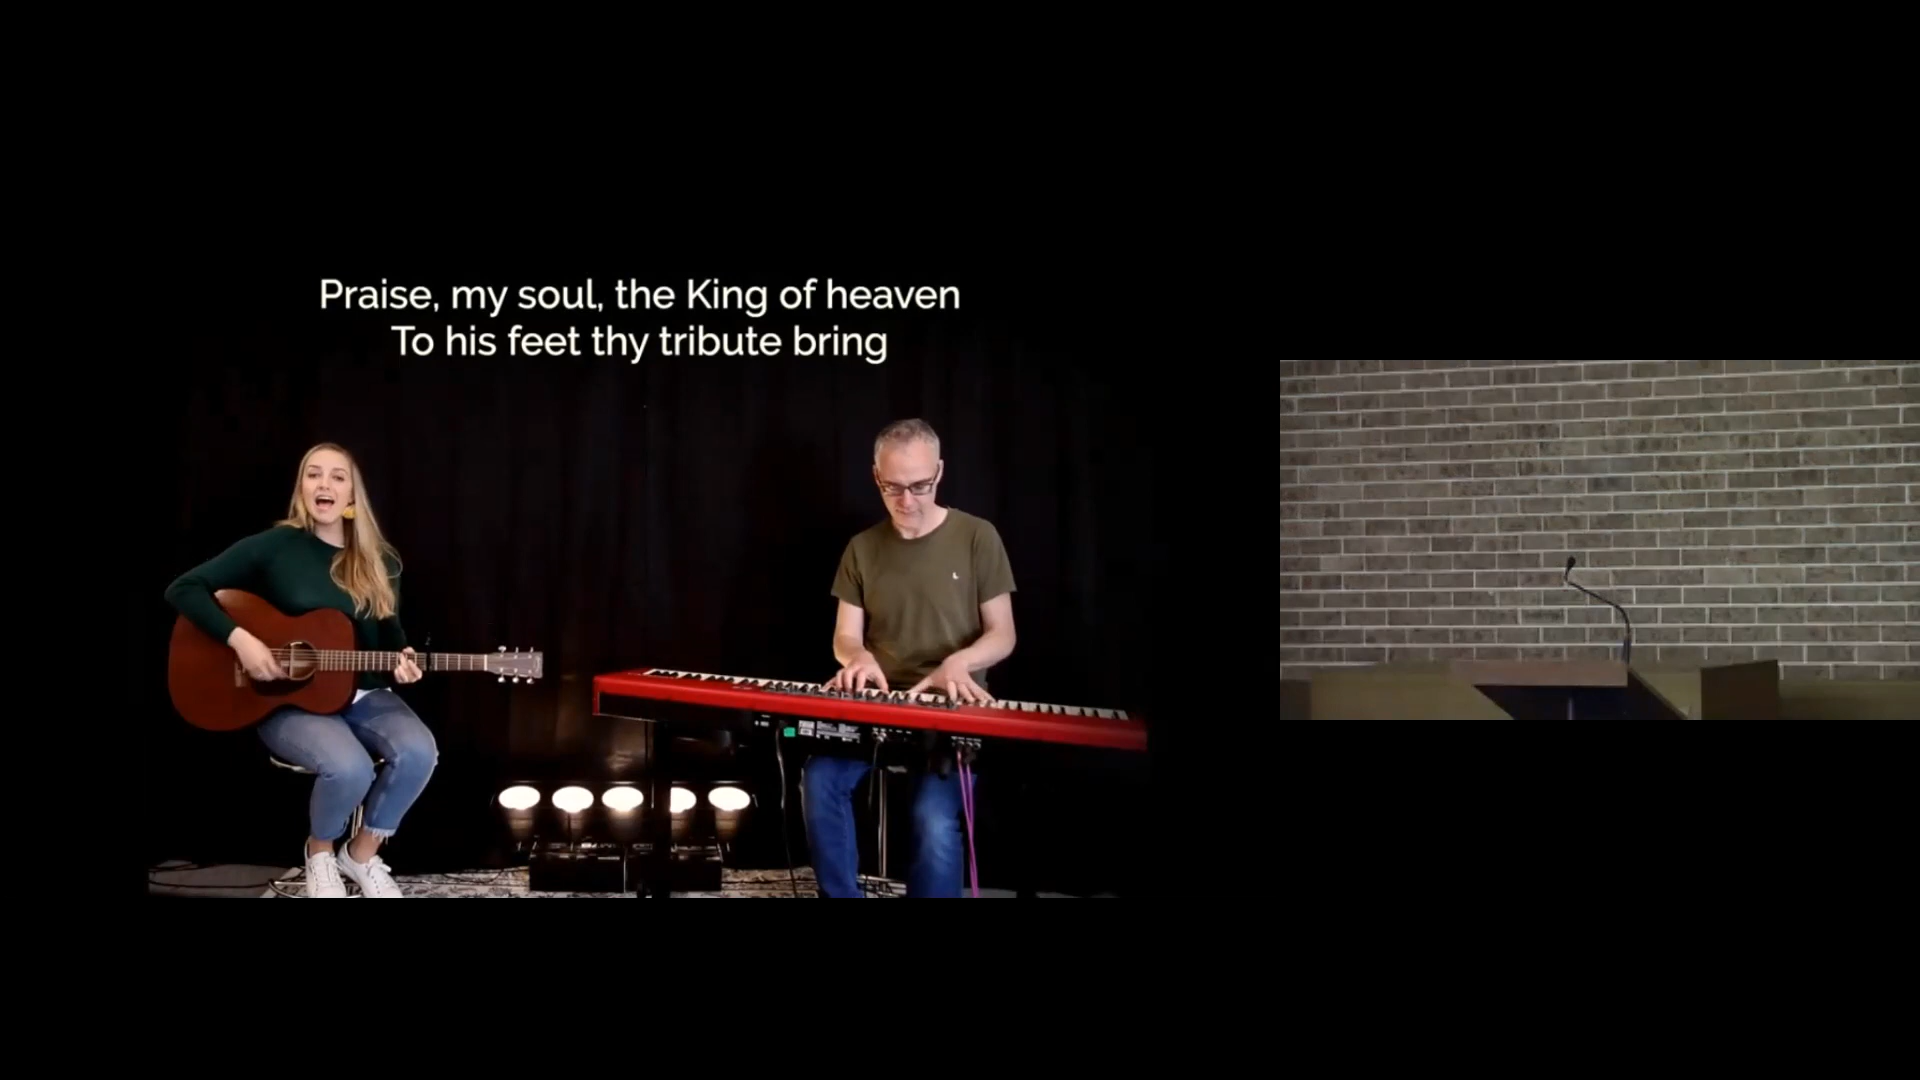 Praise, my soul, the King of heaven
To his feet thy tribute bring